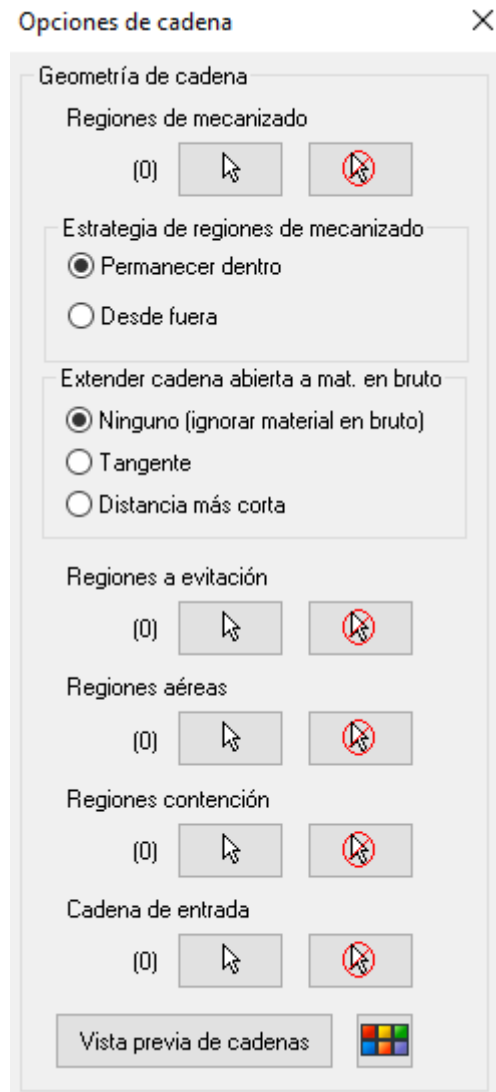 Opciones de cadena
Geometría de cadena
Regiones de mecanizado
(0)
Estrategia de regiones de mecanizado
Permanecer dentro
Desde fuera
Extender cadena abierta a mat. en bruto
Ninguno (ignorar material en bruto)
Tangente
Distancia más corta
Regiones a evitación
(0)
Regiones aéreas
(0)
Regiones contención
(0)
Cadena de entrada
(0)
Vista previa de cadenas